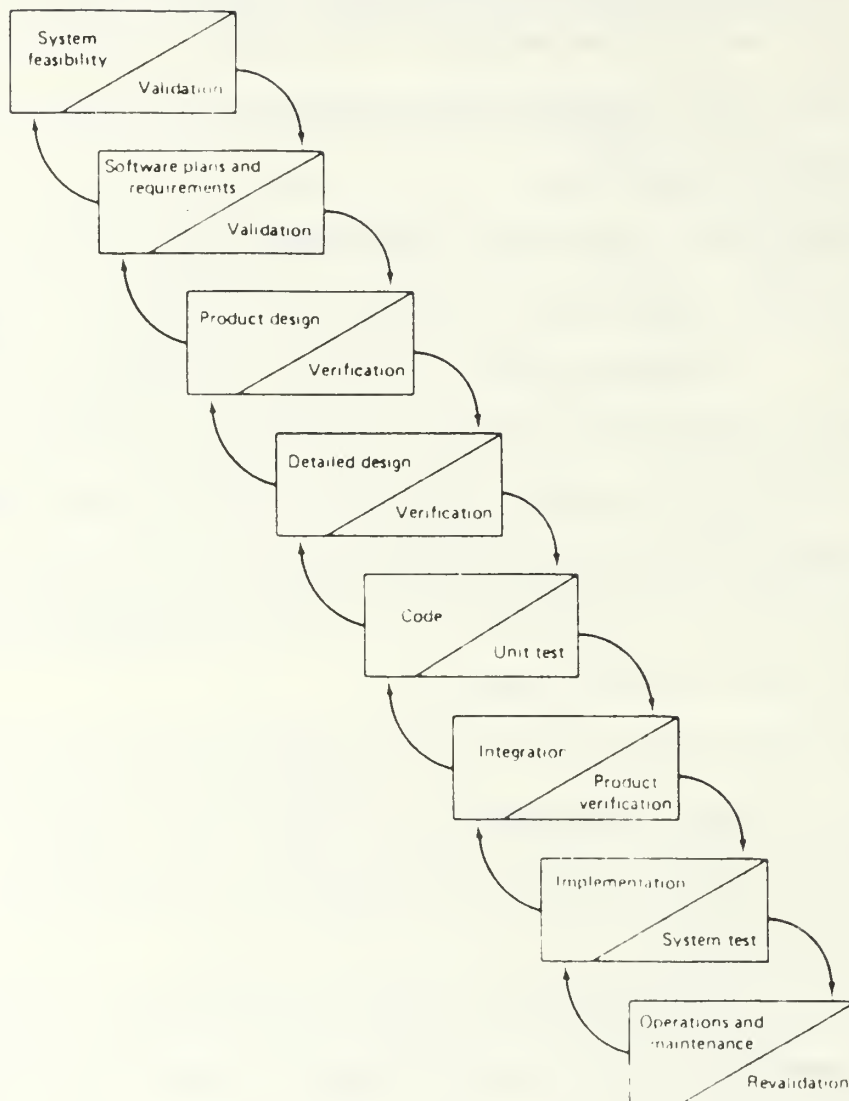 System
feasibility
Validation
Software plans and
requirements
Validation
Product design
Verification
Detailed design
Verification
Code
Unit test
Integration
Product
verification
Implementation
System test
Operations and
maintenance
Revalidation